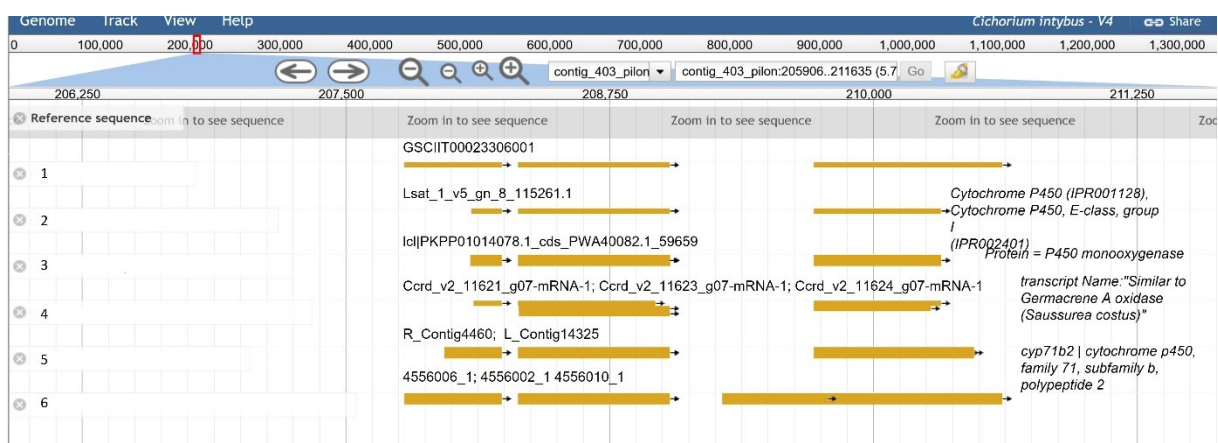 Genome Track View Help Cichorium intybus - V4 Share
0 100,000 200,000 300,000 400,000 500,000 600,000 700,000 800,000 900,000 1,000,000 1,100,000 1,200,000 1,300,000
contig_403_pilon contig_403_pilon:205906..211635 (5.7 Go
206,250 207,500 208,750 210,000 211,250
Reference sequence om in to see sequence Zoom in to see sequence Zoom in to see sequence Zoom in to see sequence Zoo
GSCIIT00023306001
1
Lsat_1_v5_gn_8_115261.1
Cytochrome P450 (IPR001128),
2
Cytochrome P450, E-class, group
I
(IPR002401)
lcl|PKPP01014078.1_cds_PWA40082.1_59659
Protein = P450 monooxygenase
3
Ccrd_v2_11621_g07-mRNA-1; Ccrd_v2_11623_g07-mRNA-1; Ccrd_v2_11624_g07-mRNA-1
transcript Name:"Similar to
Germacrene A oxidase
(Saussurea costus)"
4
R_Contig4460; L_Contig14325
5
cyp71b2 | cytochrome p450,
family 71, subfamily b,
polypeptide 2
4556006_1; 4556002_1 4556010_1
6